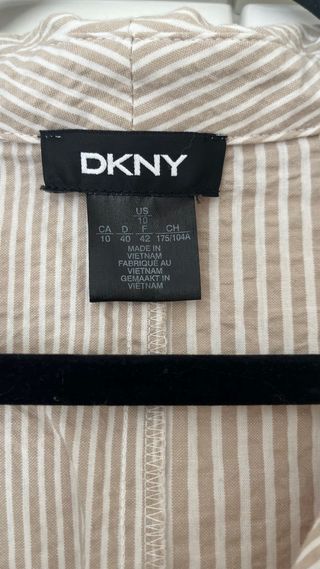 DKNY
US
10
CA D F CH
10 40 42 175/104A
MADE IN
VIETNAM
FABRIQUÉ AU
VIETNAM
GEMAAKT IN
VIETNAM